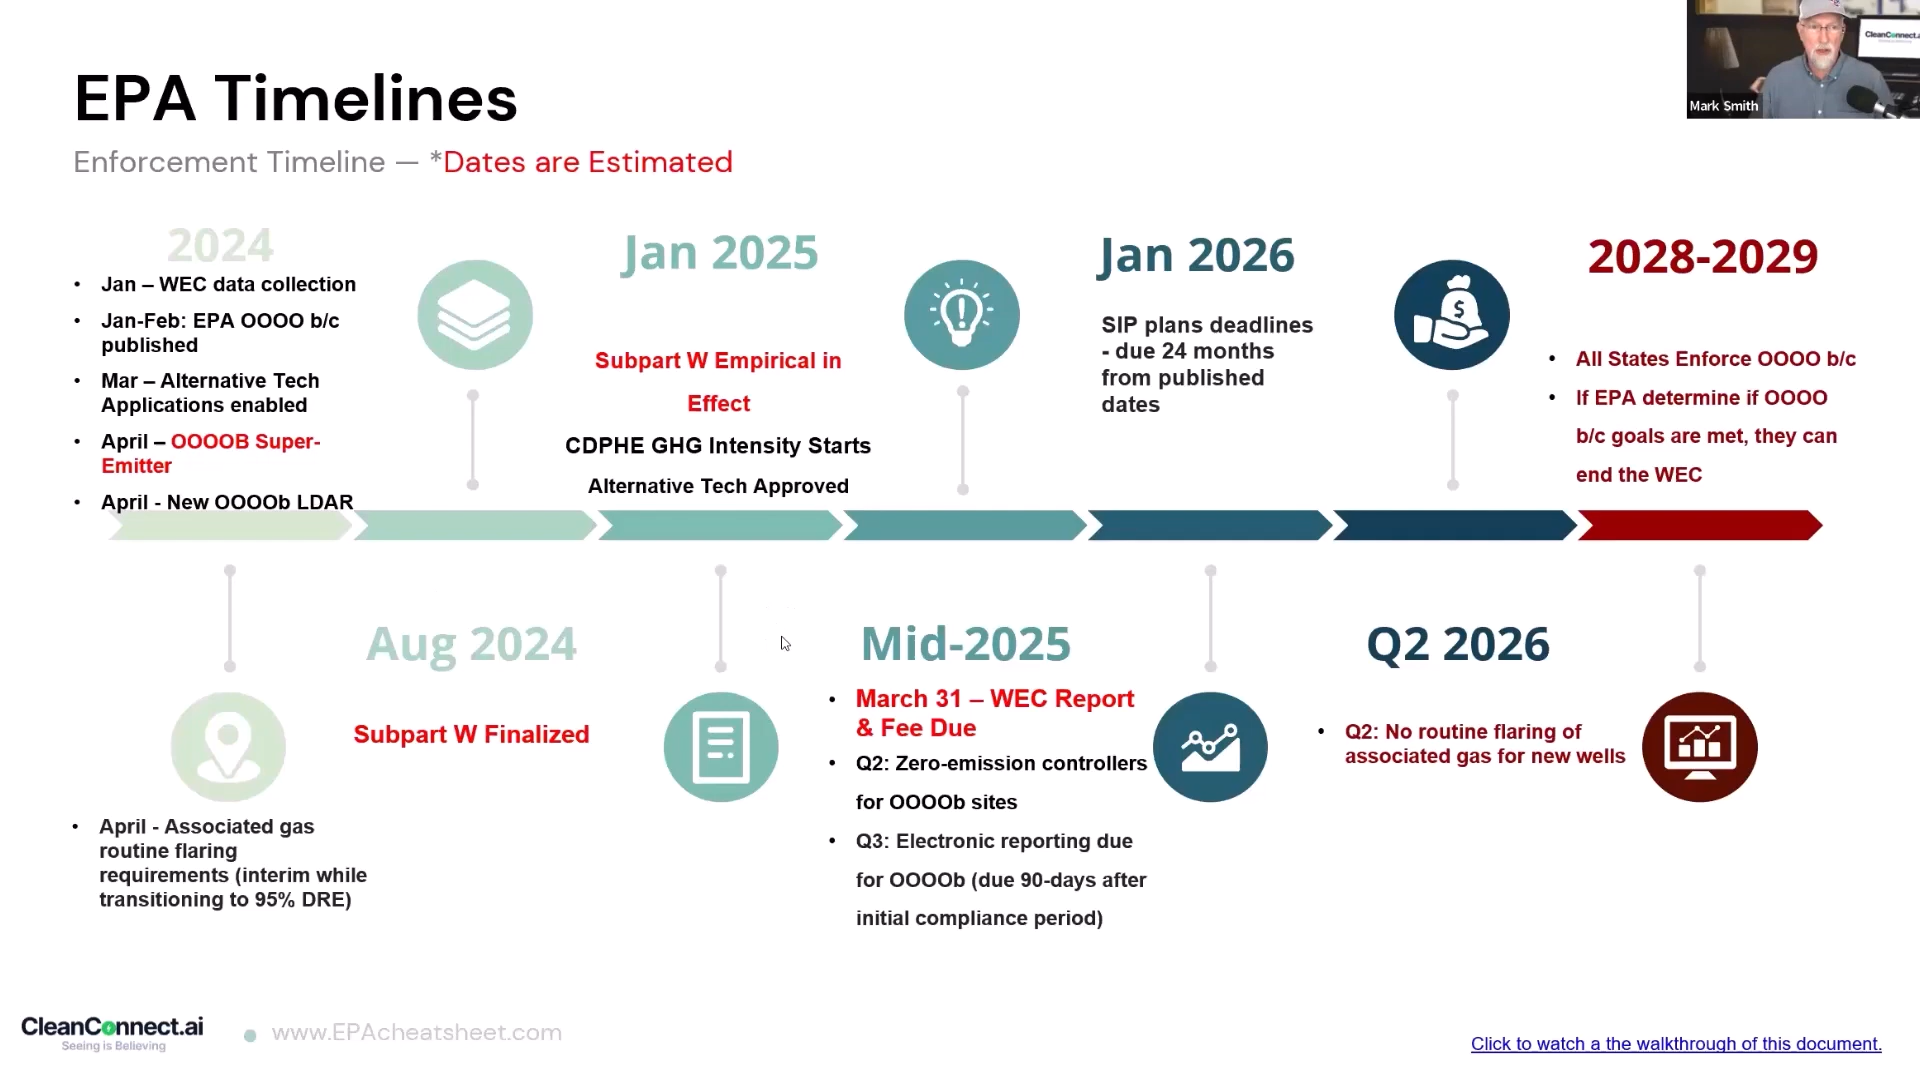 EPA Timelines
Enforcement Timeline — *Dates are Estimated
CleanConnect.a
Mark Smith
2024
• Jan – WEC data collection
• Jan-Feb: EPA OOOO b/c
published
• Mar – Alternative Tech
Applications enabled
• April – OOOOB Super-
Emitter
• April - New OOOOb LDAR
Jan 2025
Subpart W Empirical in
Effect
CDPHE GHG Intensity Starts
Alternative Tech Approved
Jan 2026
SIP plans deadlines
- due 24 months
from published
dates
$
2028-2029
• All States Enforce OOOO b/c
• If EPA determine if OOOO
b/c goals are met, they can
end the WEC
• April - Associated gas
routine flaring
requirements (interim while
transitioning to 95% DRE)
Aug 2024
Subpart W Finalized
Mid-2025
• March 31 – WEC Report
& Fee Due
• Q2: Zero-emission controllers
for OOOOb sites
• Q3: Electronic reporting due
for OOOOb (due 90-days after
initial compliance period)
Q2 2026
• Q2: No routine flaring of
associated gas for new wells
CleanConnect.ai
Seeing is Believing
• www.EPAcheatsheet.com
Click to watch a the walkthrough of this document.